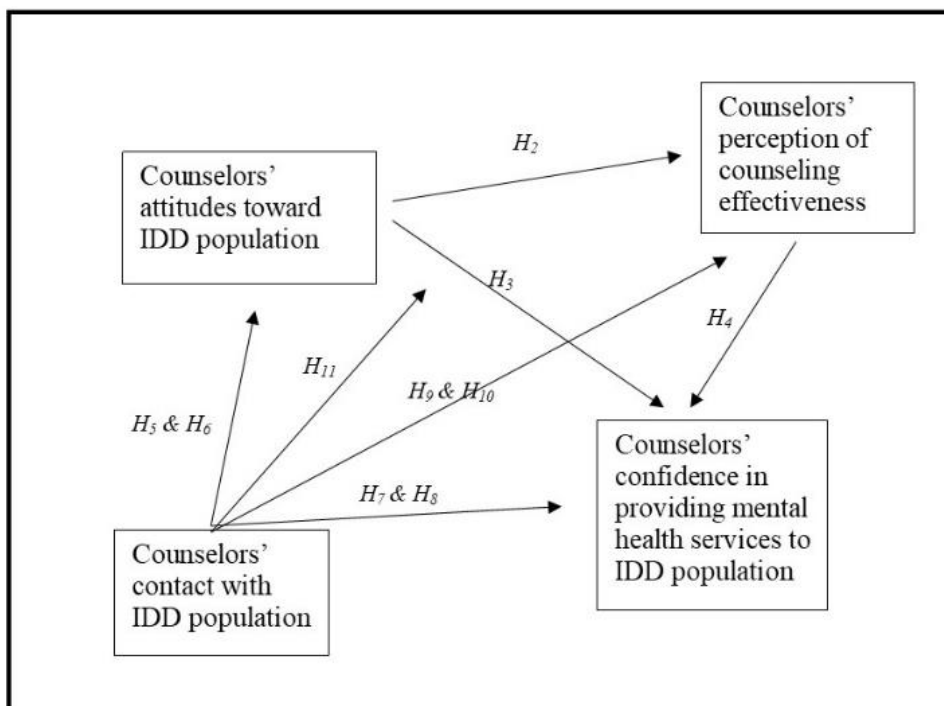 Counselors’
perception of
counseling
effectiveness
H2
Counselors’
attitudes toward
IDD population
H3
H4
H11
H9 & H10
H5 & H6
H7 & H8
Counselors’
confidence in
providing mental
health services to
IDD population
Counselors’
contact with
IDD population